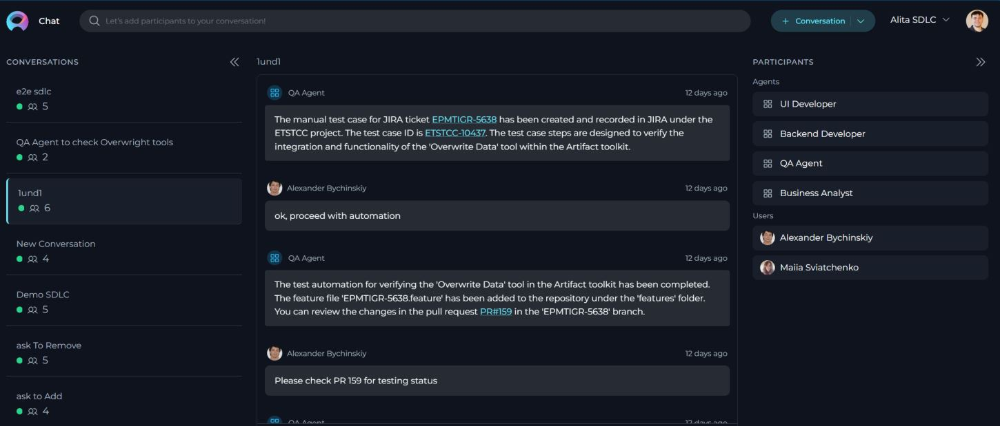 Chat
Let's add participants to your conversation!
+ Conversation
Alita SDLC
CONVERSATIONS
e2e sdlc
5
QA Agent to check Overwright tools
2
1und1
6
New Conversation
4
Demo SDLC
5
ask To Remove
5
ask to Add
4
1und1
QA Agent
12 days ago
The manual test case for JIRA ticket EPMTIGR-5638 has been created and recorded in JIRA under the
ETSTCC project. The test case ID is ETSTCC-10437. The test case steps are designed to verify the
integration and functionality of the 'Overwrite Data' tool within the Artifact toolkit.
Alexander Bychinskiy
12 days ago
ok, proceed with automation
QA Agent
12 days ago
The test automation for verifying the 'Overwrite Data' tool in the Artifact toolkit has been completed.
The feature file 'EPMTIGR-5638.feature' has been added to the repository under the 'features' folder.
You can review the changes in the pull request PR#159 in the 'EPMTIGR-5638' branch.
Alexander Bychinskiy
12 days ago
Please check PR 159 for testing status
QA Agent
12 days ago
PARTICIPANTS
Agents
UI Developer
Backend Developer
QA Agent
Business Analyst
Users
Alexander Bychinskiy
Maiia Sviatchenko